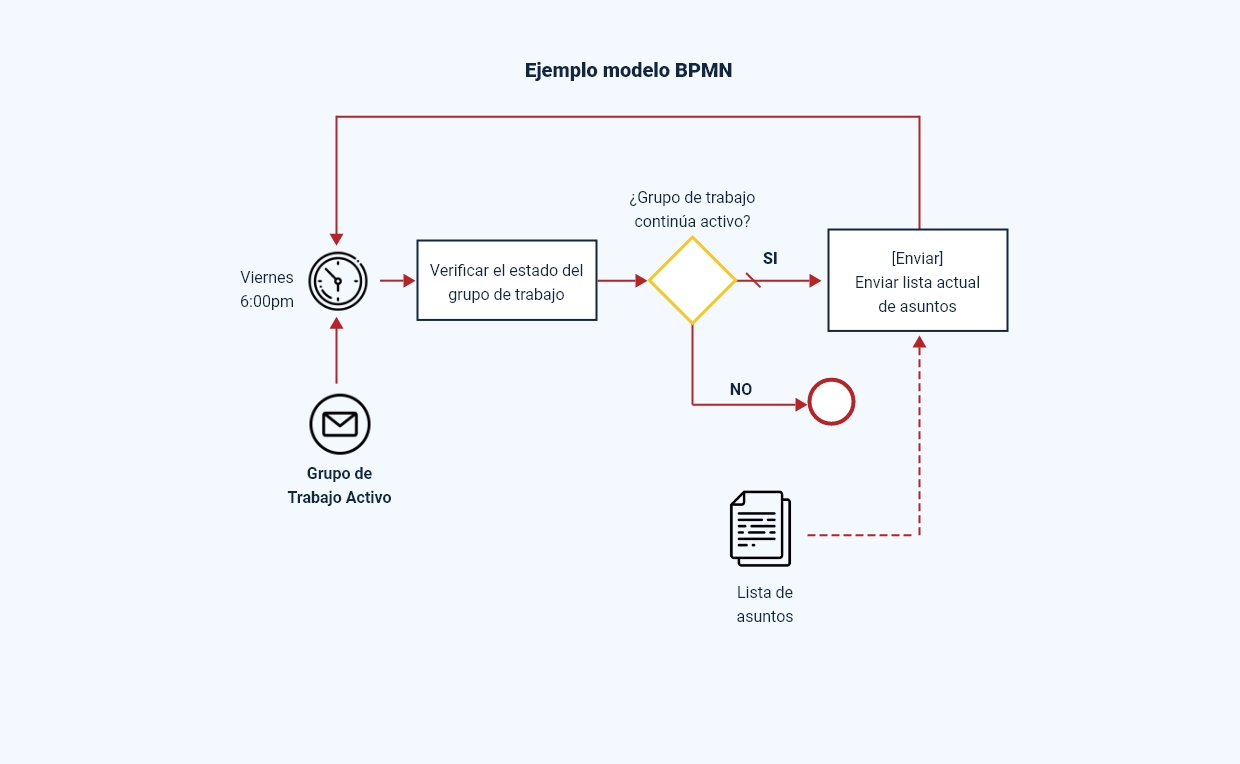 Ejemplo modelo BPMN
¿Grupo de trabajo
continúa activo?
Viernes
6:00pm
Verificar el estado del
grupo de trabajo
SI
[Enviar]
Enviar lista actual
de asuntos
NO
Grupo de
Trabajo Activo
Lista de
asuntos